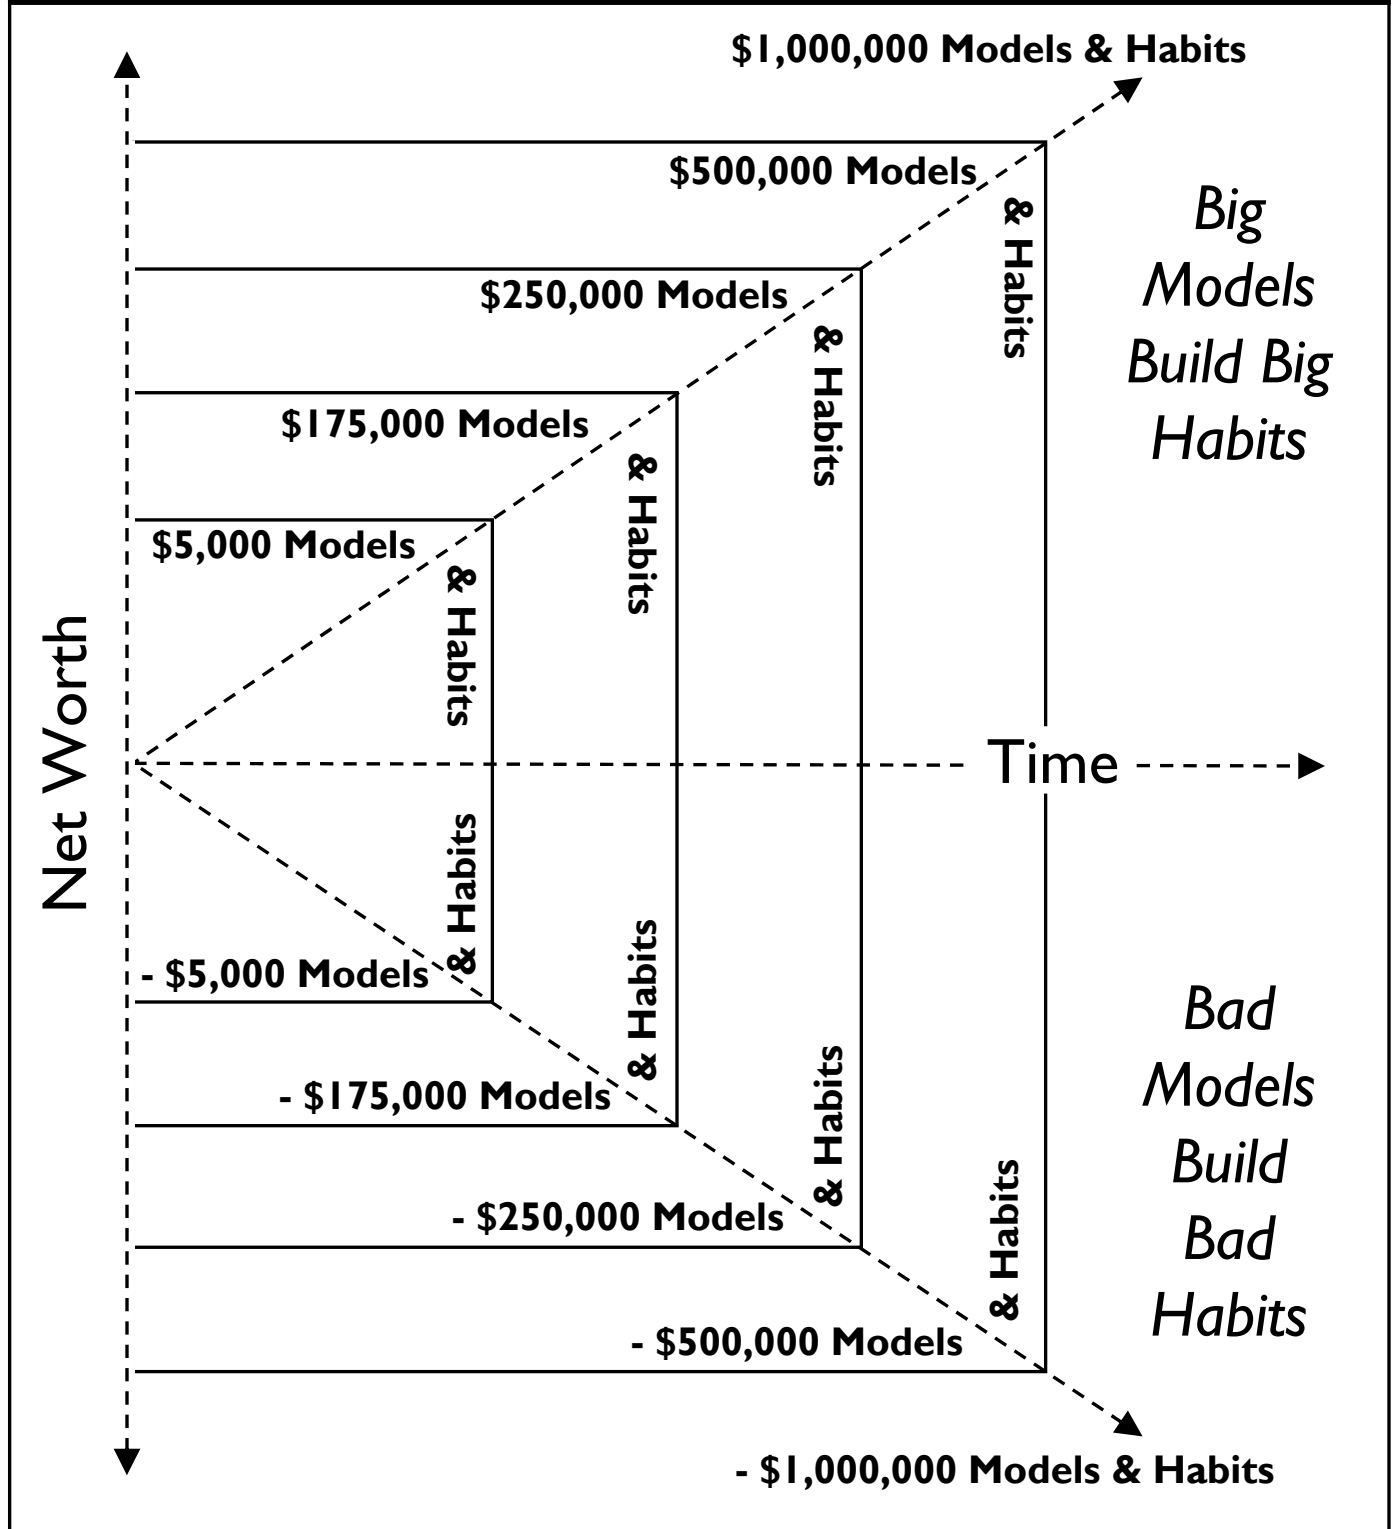 $1,000,000 Models & Habits
$500,000 Models
& Habits
$250,000 Models
& Habits
$175,000 Models
& Habits
$5,000 Models
& Habits
Big
Models
Build Big
Habits
Net Worth
Time
- $5,000 Models
& Habits
- $175,000 Models
& Habits
- $250,000 Models
& Habits
- $500,000 Models
& Habits
Bad
Models
Build
Bad
Habits
- $1,000,000 Models & Habits